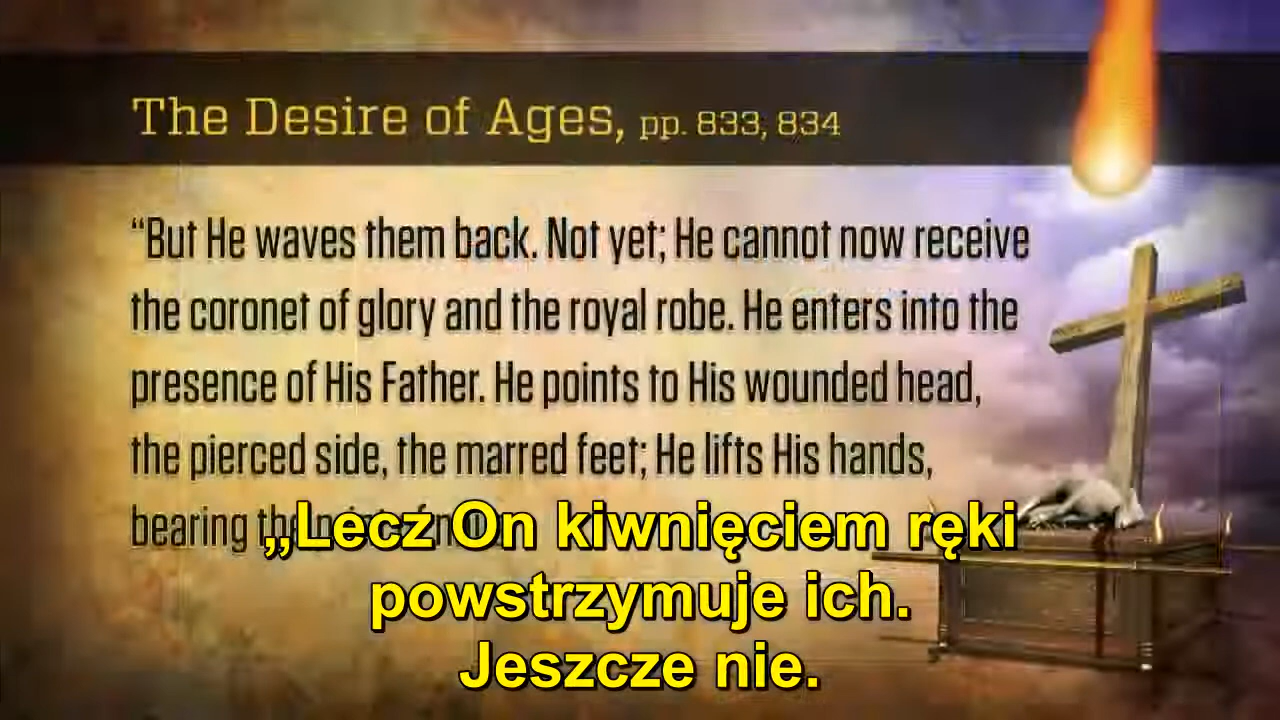 The Desire of Ages, pp. 833, 834
“But He waves them back. Not yet; He cannot now receive
the coronet of glory and the royal robe. He enters into the
presence of His Father. He points to His wounded head,
the pierced side, the marred feet; He lifts His hands,
bearing the
„Lecz On kiwnięciem ręki
powstrzymuje ich.
Jeszcze nie.